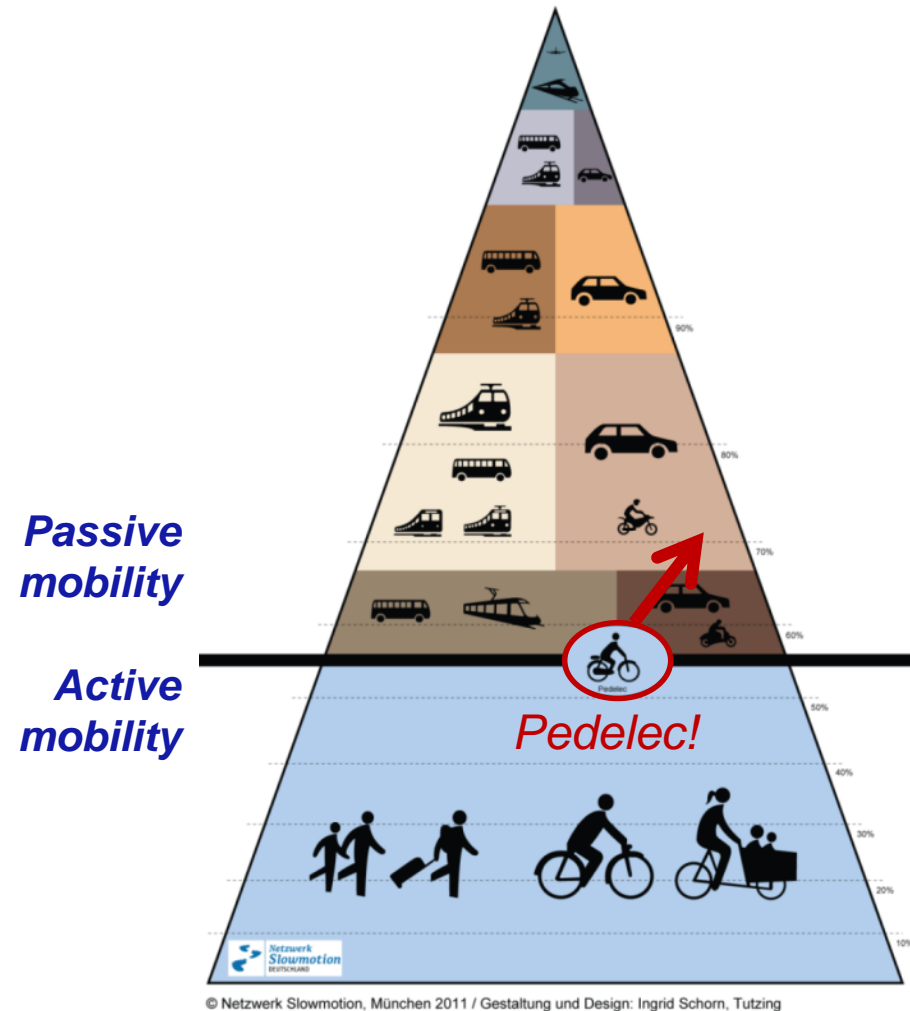 90%
80%
Passive
mobility
70%
60%
Active
mobility
Pedelec
Pedelec!
50%
40%
30%
20%
10%
Netzwerk
Slowmotion
DEUTSCHLAND
© Netzwerk Slowmotion, München 2011 / Gestaltung und Design: Ingrid Schorn, Tutzing